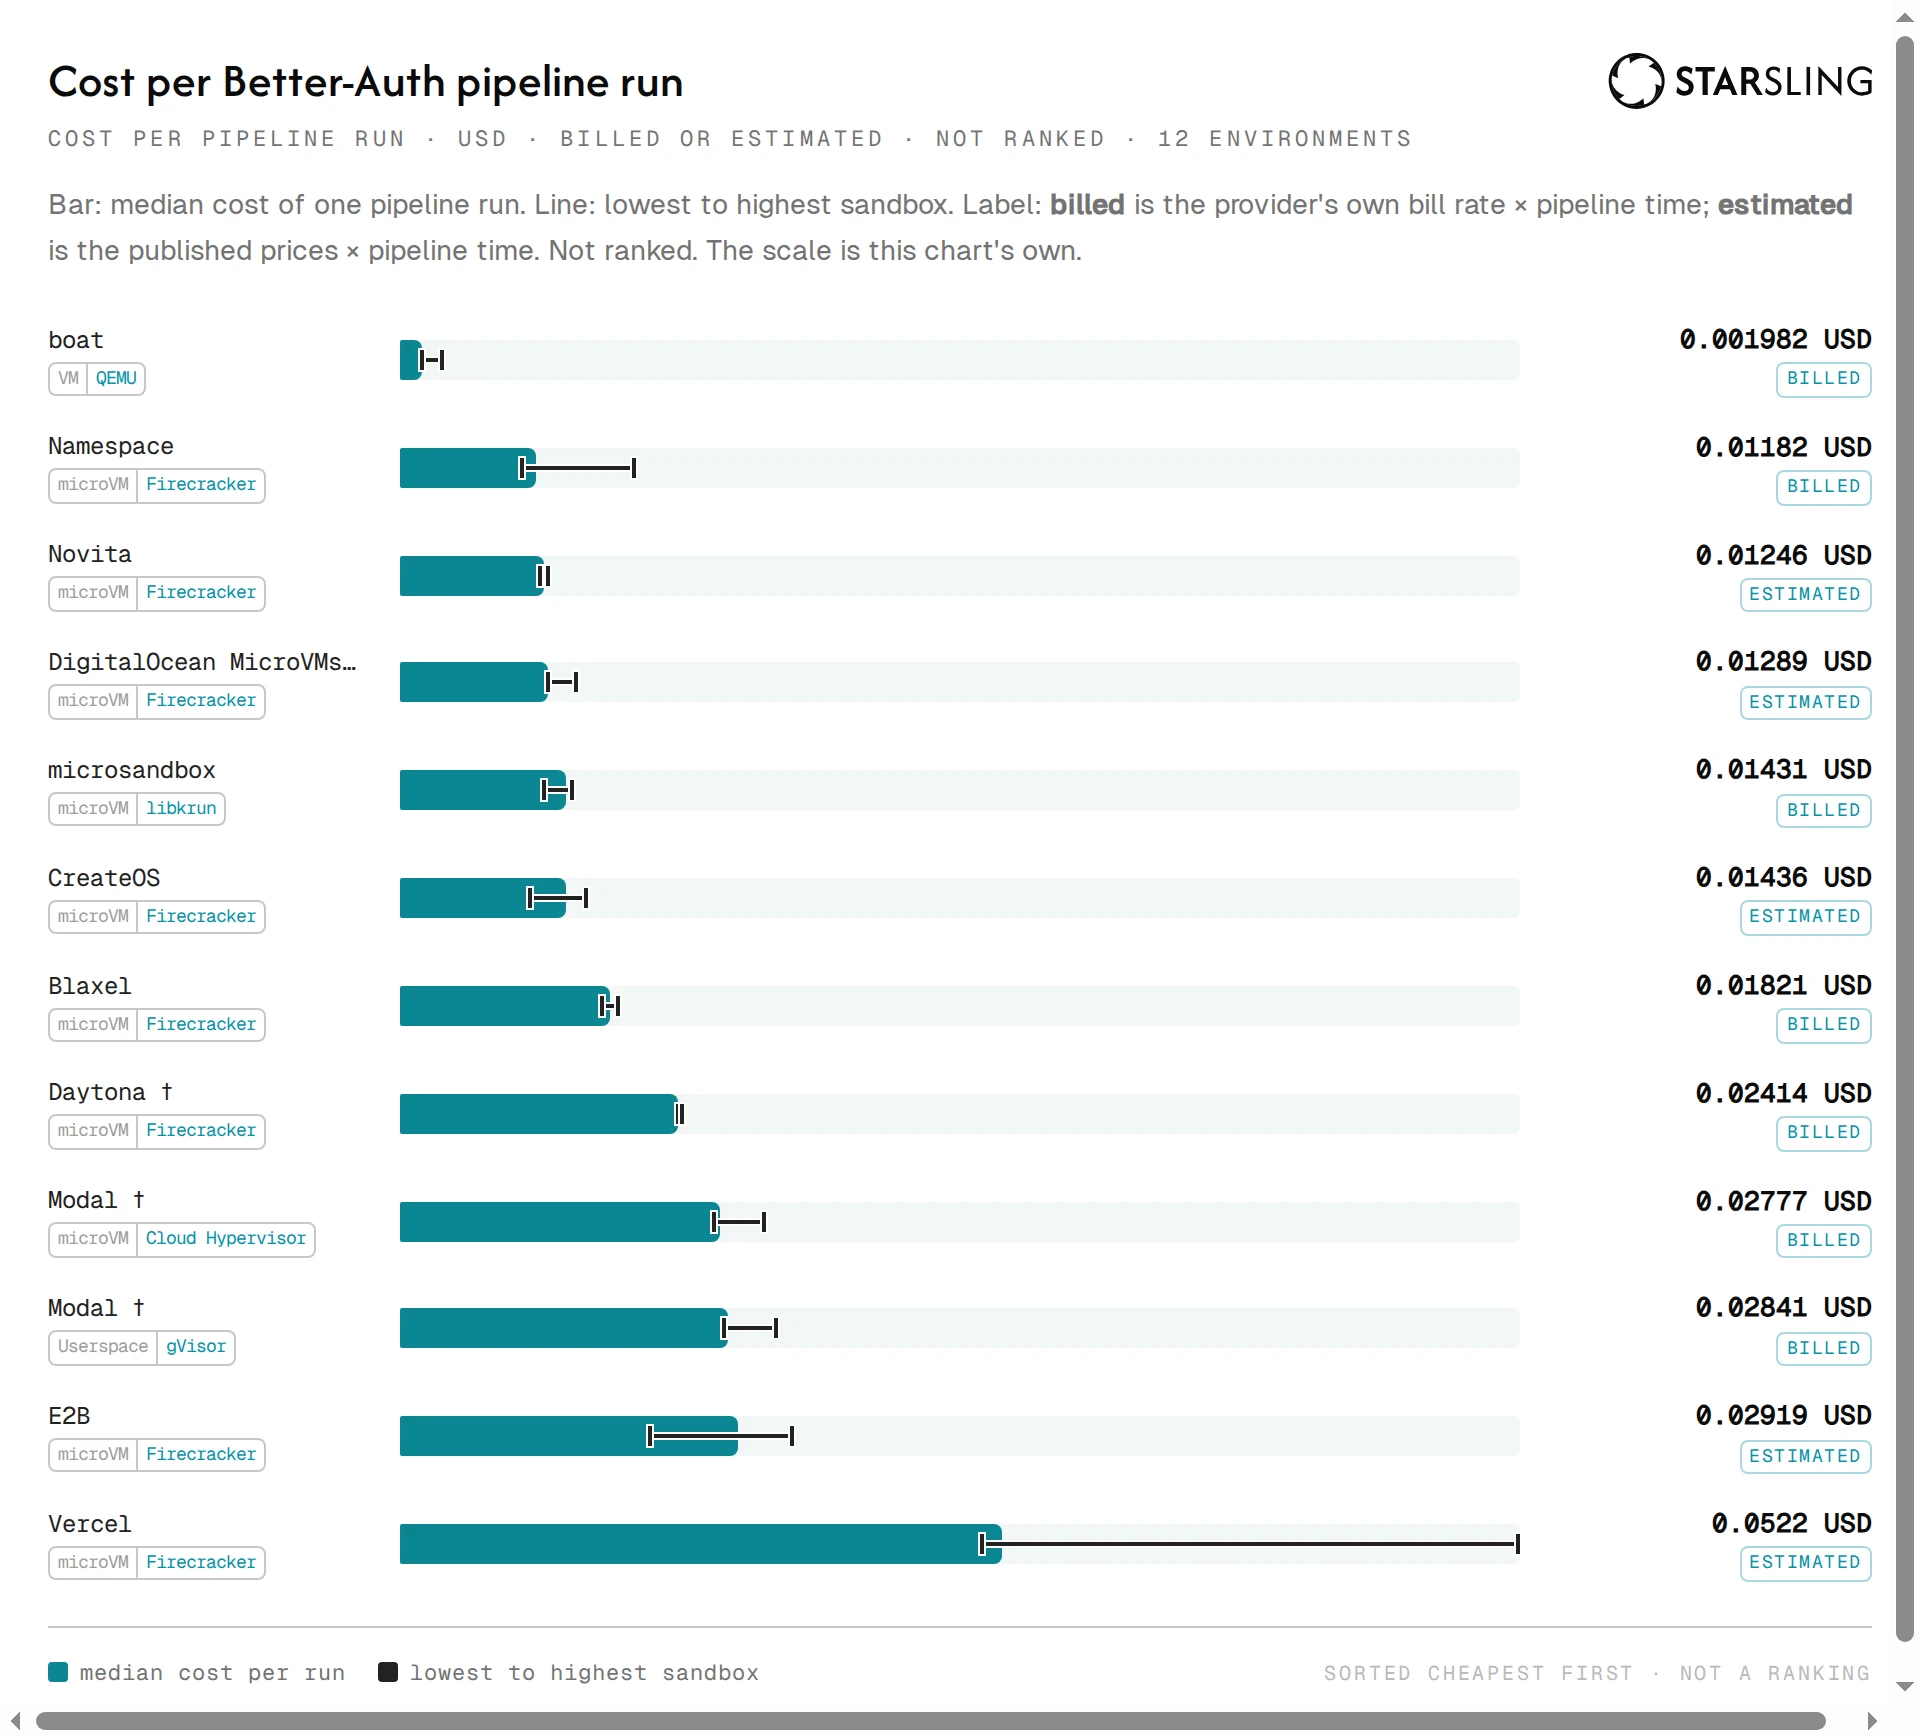 Cost per Better-Auth pipeline run
STARSLING
COST PER PIPELINE RUN · USD · BILLED OR ESTIMATED · NOT RANKED · 12 ENVIRONMENTS
Bar: median cost of one pipeline run. Line: lowest to highest sandbox. Label: billed is the provider's own bill rate × pipeline time; estimated
is the published prices × pipeline time. Not ranked. The scale is this chart's own.
boat
0.001982 USD
VM QEMU
BILLED
Namespace
0.01182 USD
microVM Firecracker
BILLED
Novita
0.01246 USD
microVM Firecracker
ESTIMATED
DigitalOcean MicroVMs…
0.01289 USD
microVM Firecracker
ESTIMATED
microsandbox
0.01431 USD
microVM libkrun
BILLED
CreateOS
0.01436 USD
microVM Firecracker
ESTIMATED
Blaxel
0.01821 USD
microVM Firecracker
BILLED
Daytona †
0.02414 USD
microVM Firecracker
BILLED
Modal †
0.02777 USD
microVM Cloud Hypervisor
BILLED
Modal †
0.02841 USD
Userspace gVisor
BILLED
E2B
0.02919 USD
microVM Firecracker
ESTIMATED
Vercel
0.0522 USD
microVM Firecracker
ESTIMATED
median cost per run
lowest to highest sandbox
SORTED CHEAPEST FIRST · NOT A RANKING